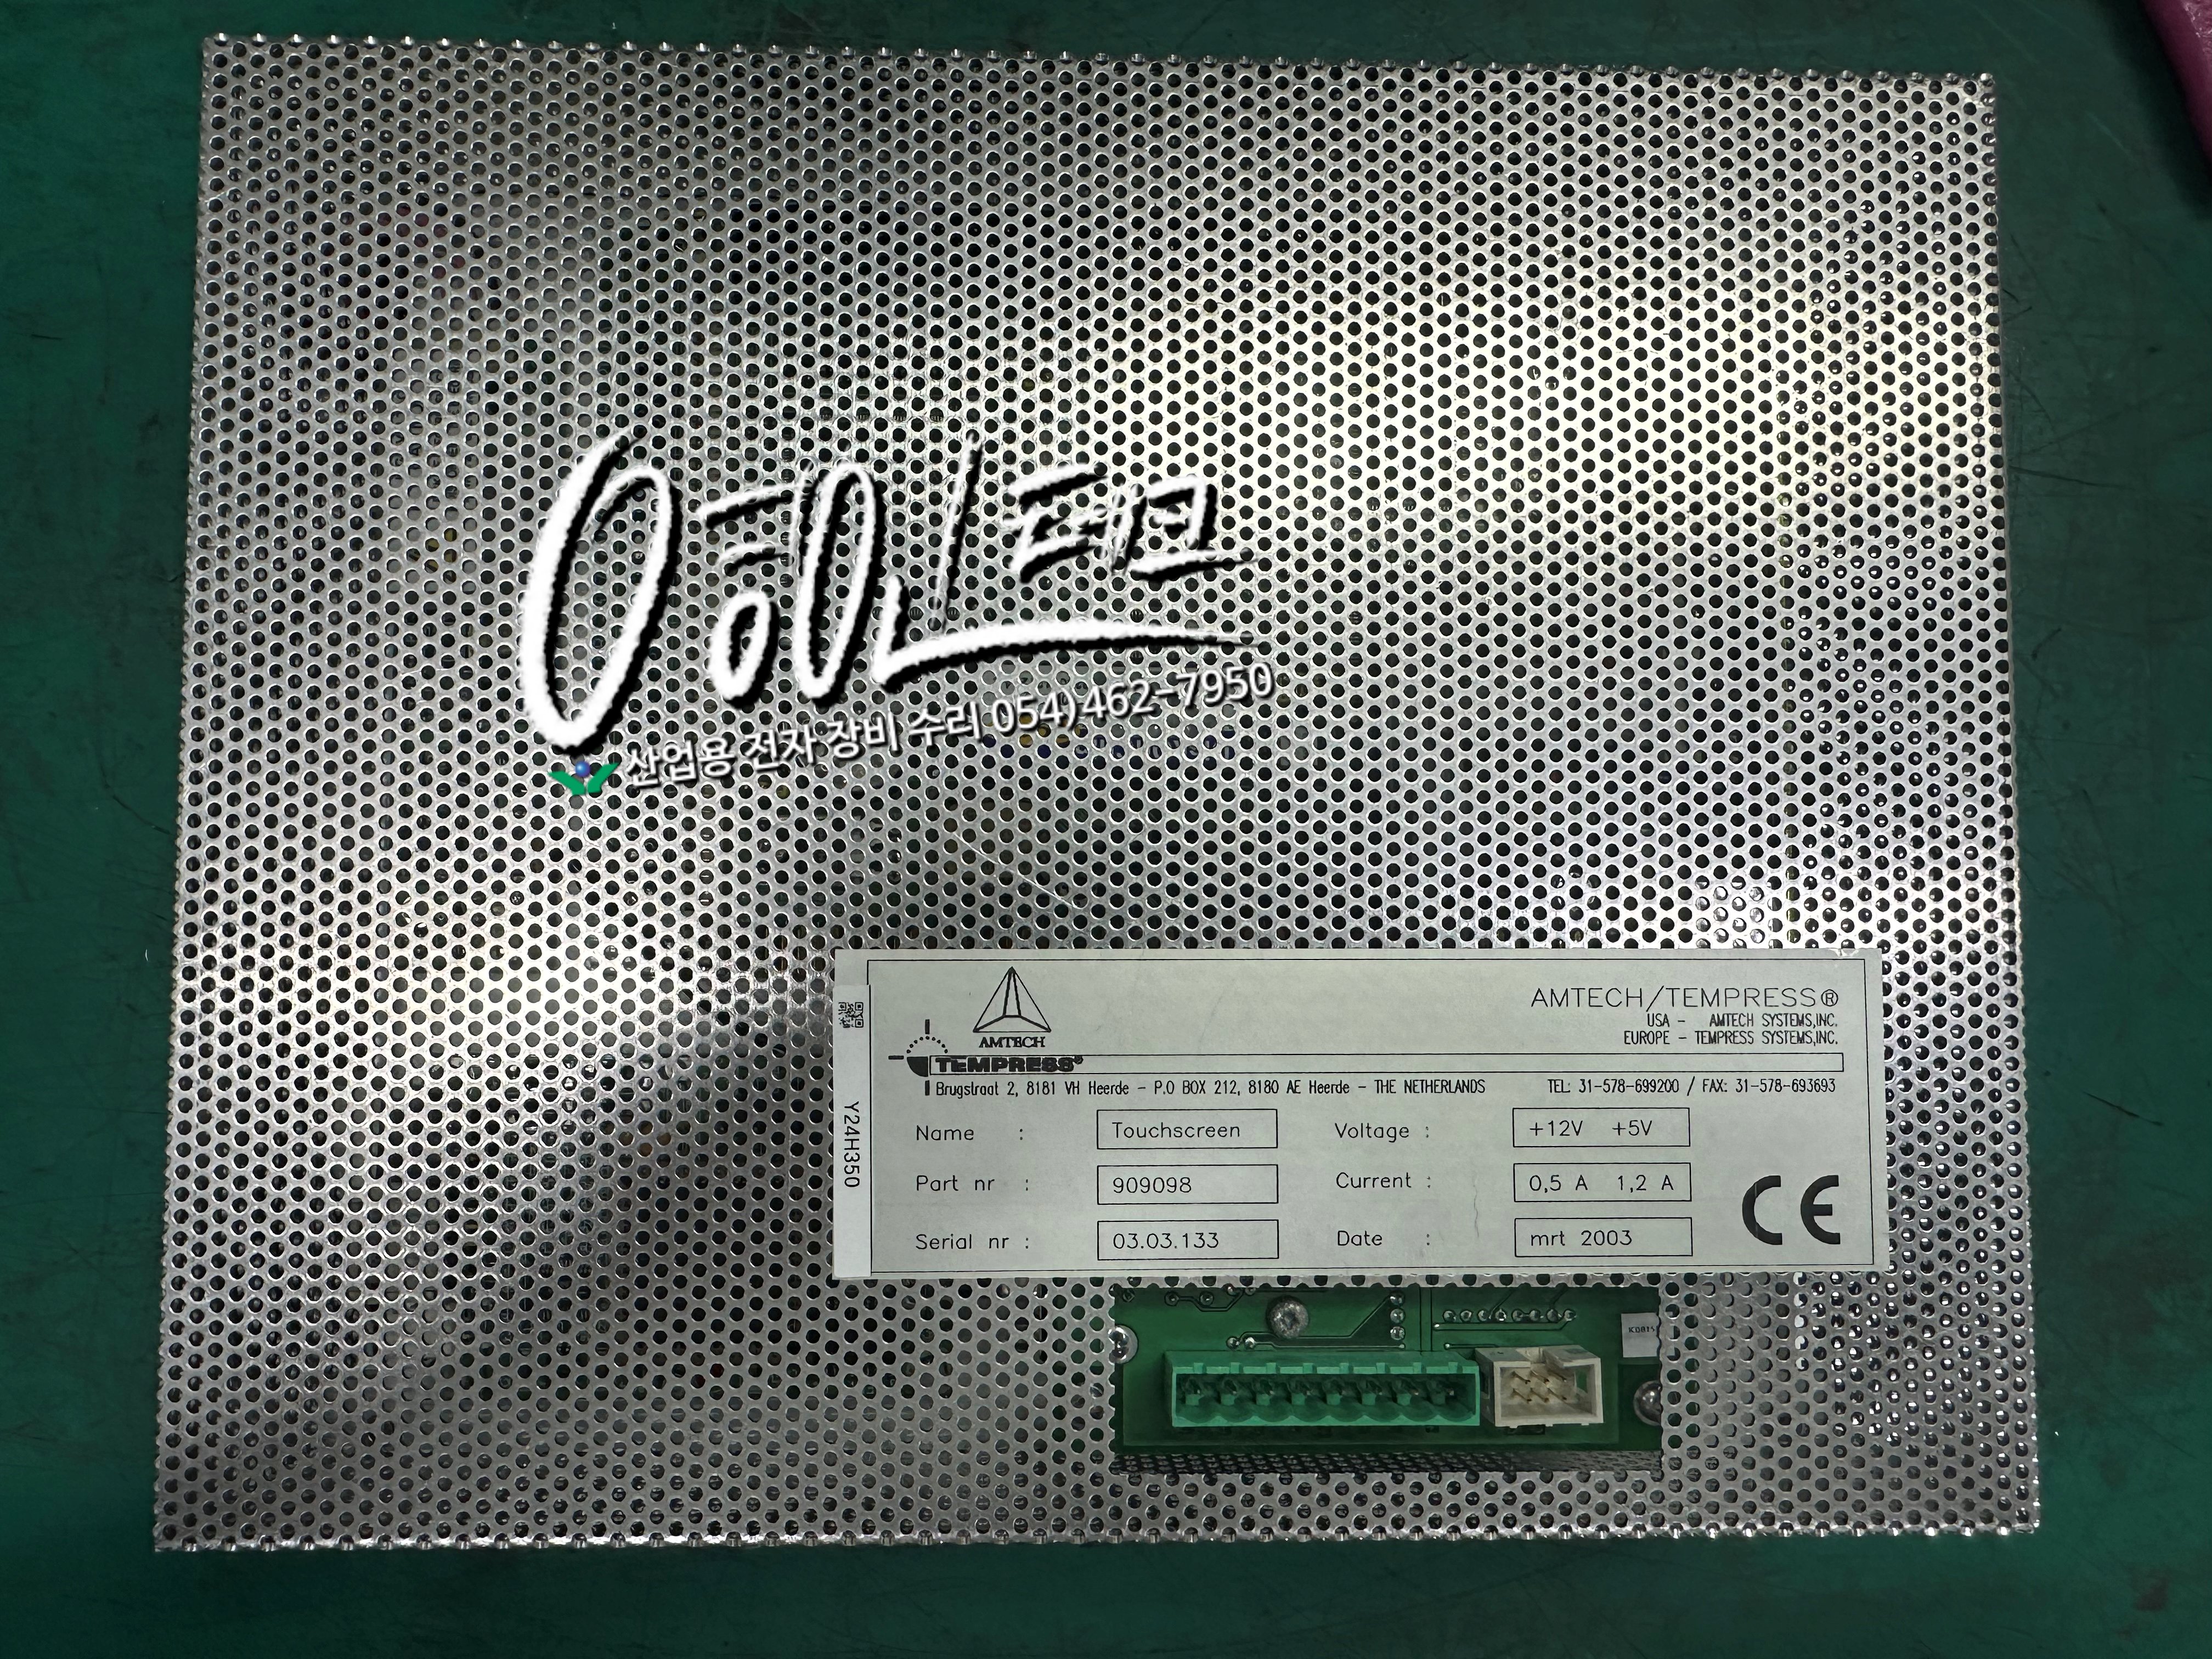 영인테크
산업용 전자 장비 수리 054)462-7950
AMTECH
TEMPRESS®
AMTECH/TEMPRESS®
USA - AMTECH SYSTEMS,INC.
EUROPE - TEMPRESS SYSTEMS,INC.
Brugstraat 2, 8181 VH Heerde - P.O BOX 212, 8180 AE Heerde - THE NETHERLANDS TEL: 31-578-699200 / FAX: 31-578-693693
Name : Touchscreen Voltage : +12V +5V
Part nr : 909098 Current : 0,5 A 1,2 A
Serial nr : 03.03.133 Date : mrt 2003
CE
Y24H350